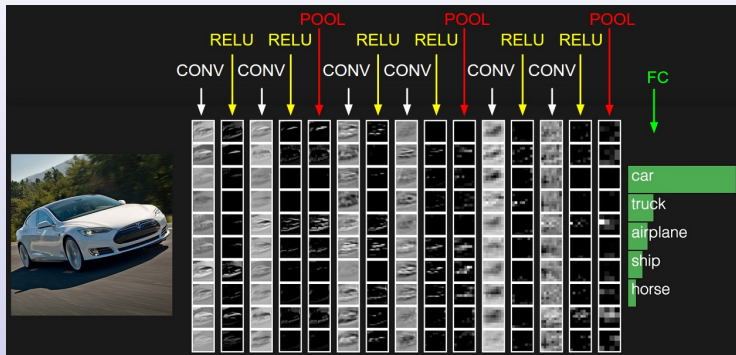 POOL POOL POOL
RELU RELU RELU RELU RELU RELU
CONV CONV CONV CONV CONV CONV
FC
car
truck
airplane
ship
horse